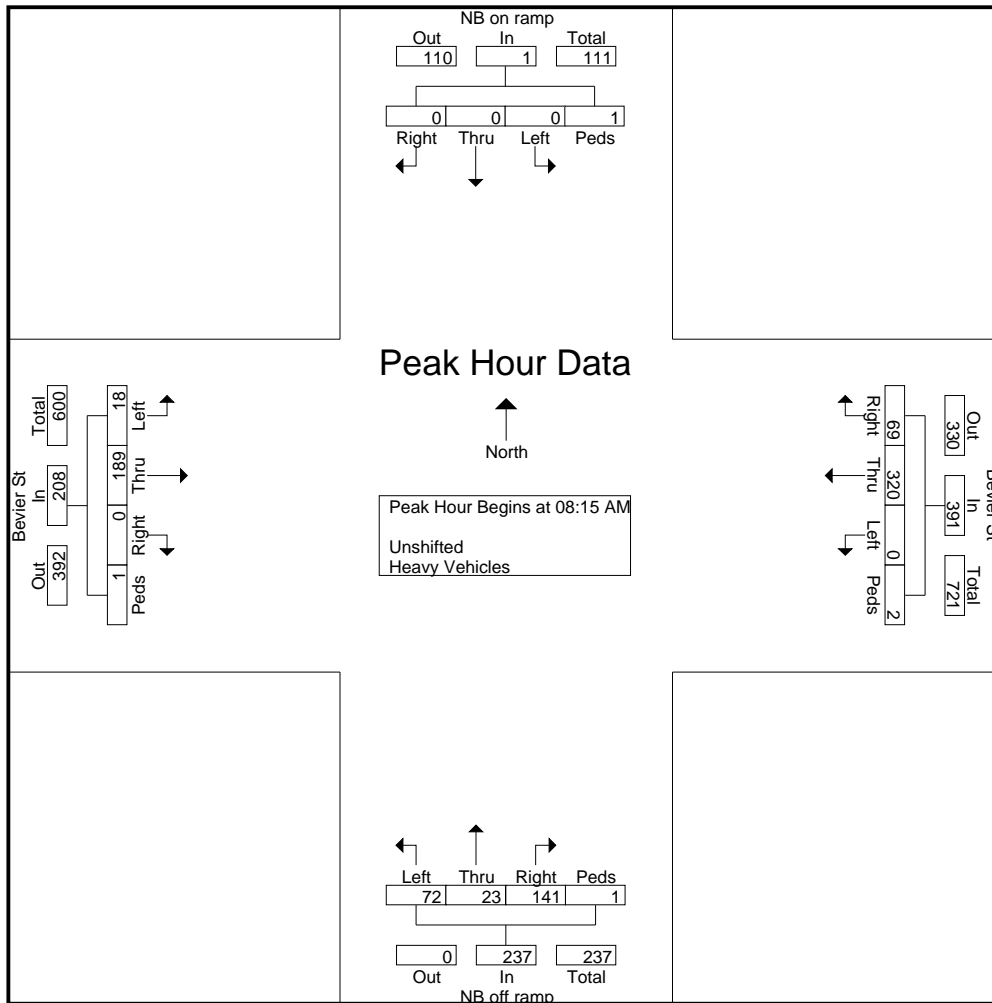 NB on ramp
Out In Total
110 1 111
0 0 0 1
Right Thru Left Peds
Peak Hour Data
North
Peak Hour Begins at 08:15 AM
Unshifted
Heavy Vehicles
Bevier St
Total In Out
600 208 392
18 189 0 1
Left Thru Right Peds
Bevier St
Out In Total
330 391 721
69 320 0 2
Right Thru Left Peds
Left Thru Right Peds
72 23 141 1
0 237 237
Out In Total
NB off ramp